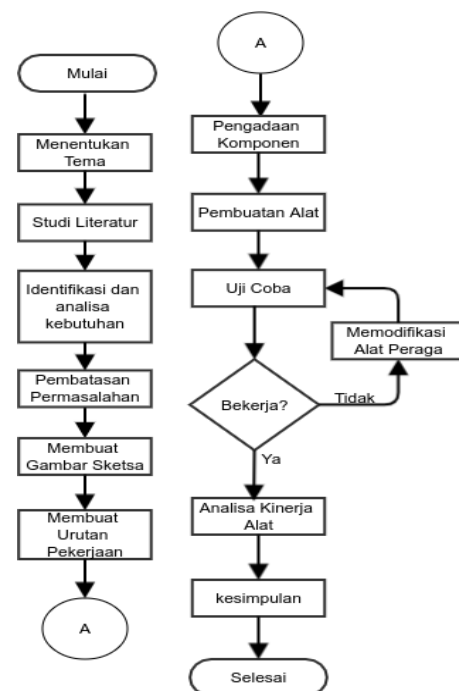 Mulai
Menentukan
Tema
Studi Literatur
Identifikasi dan
analisa
kebutuhan
Pembatasan
Permasalahan
Membuat
Gambar Sketsa
Membuat
Urutan
Pekerjaan
A
A
Pengadaan
Komponen
Pembuatan Alat
Uji Coba
Memodifikasi
Alat Peraga
Bekerja?
Tidak
Ya
Analisa Kinerja
Alat
kesimpulan
Selesai